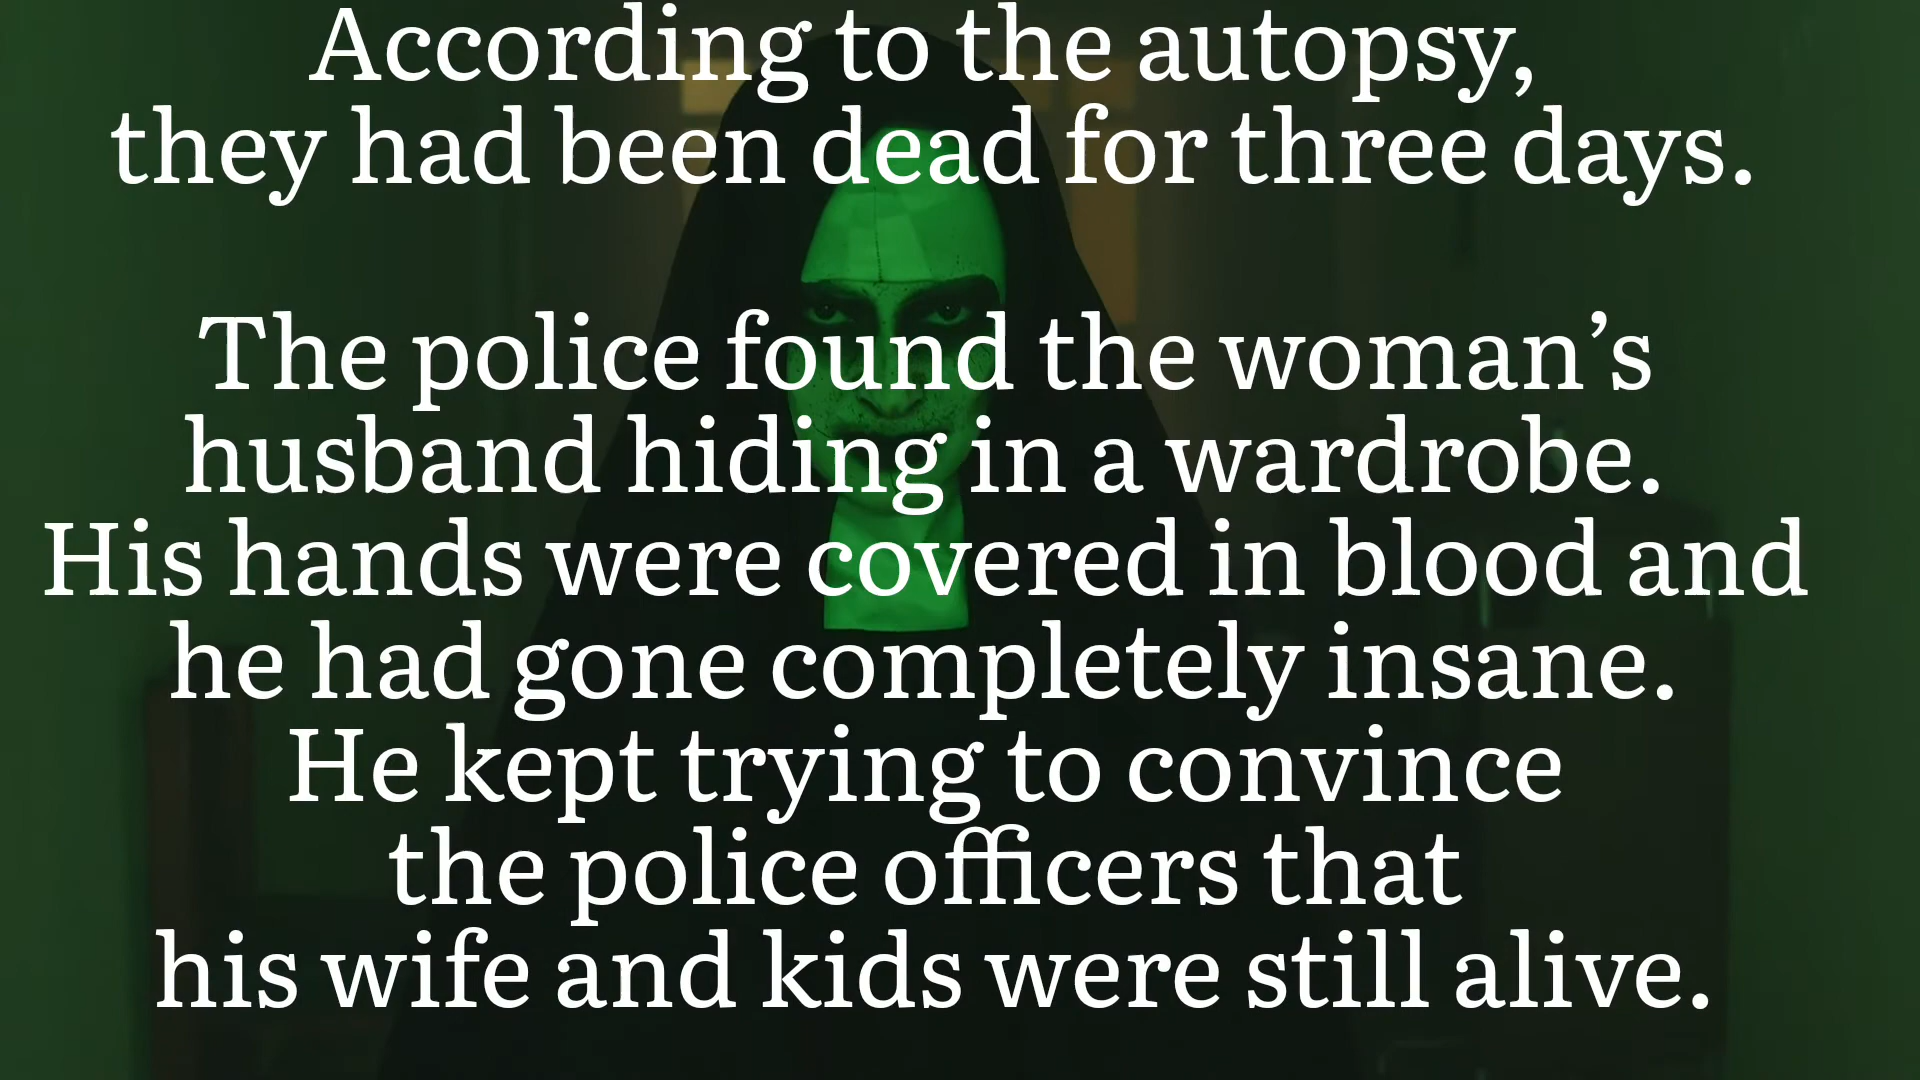 According to the autopsy,
they had been dead for three days.
The police found the woman’s
husband hiding in a wardrobe.
His hands were covered in blood and
he had gone completely insane.
He kept trying to convince
the police officers that
his wife and kids were still alive.